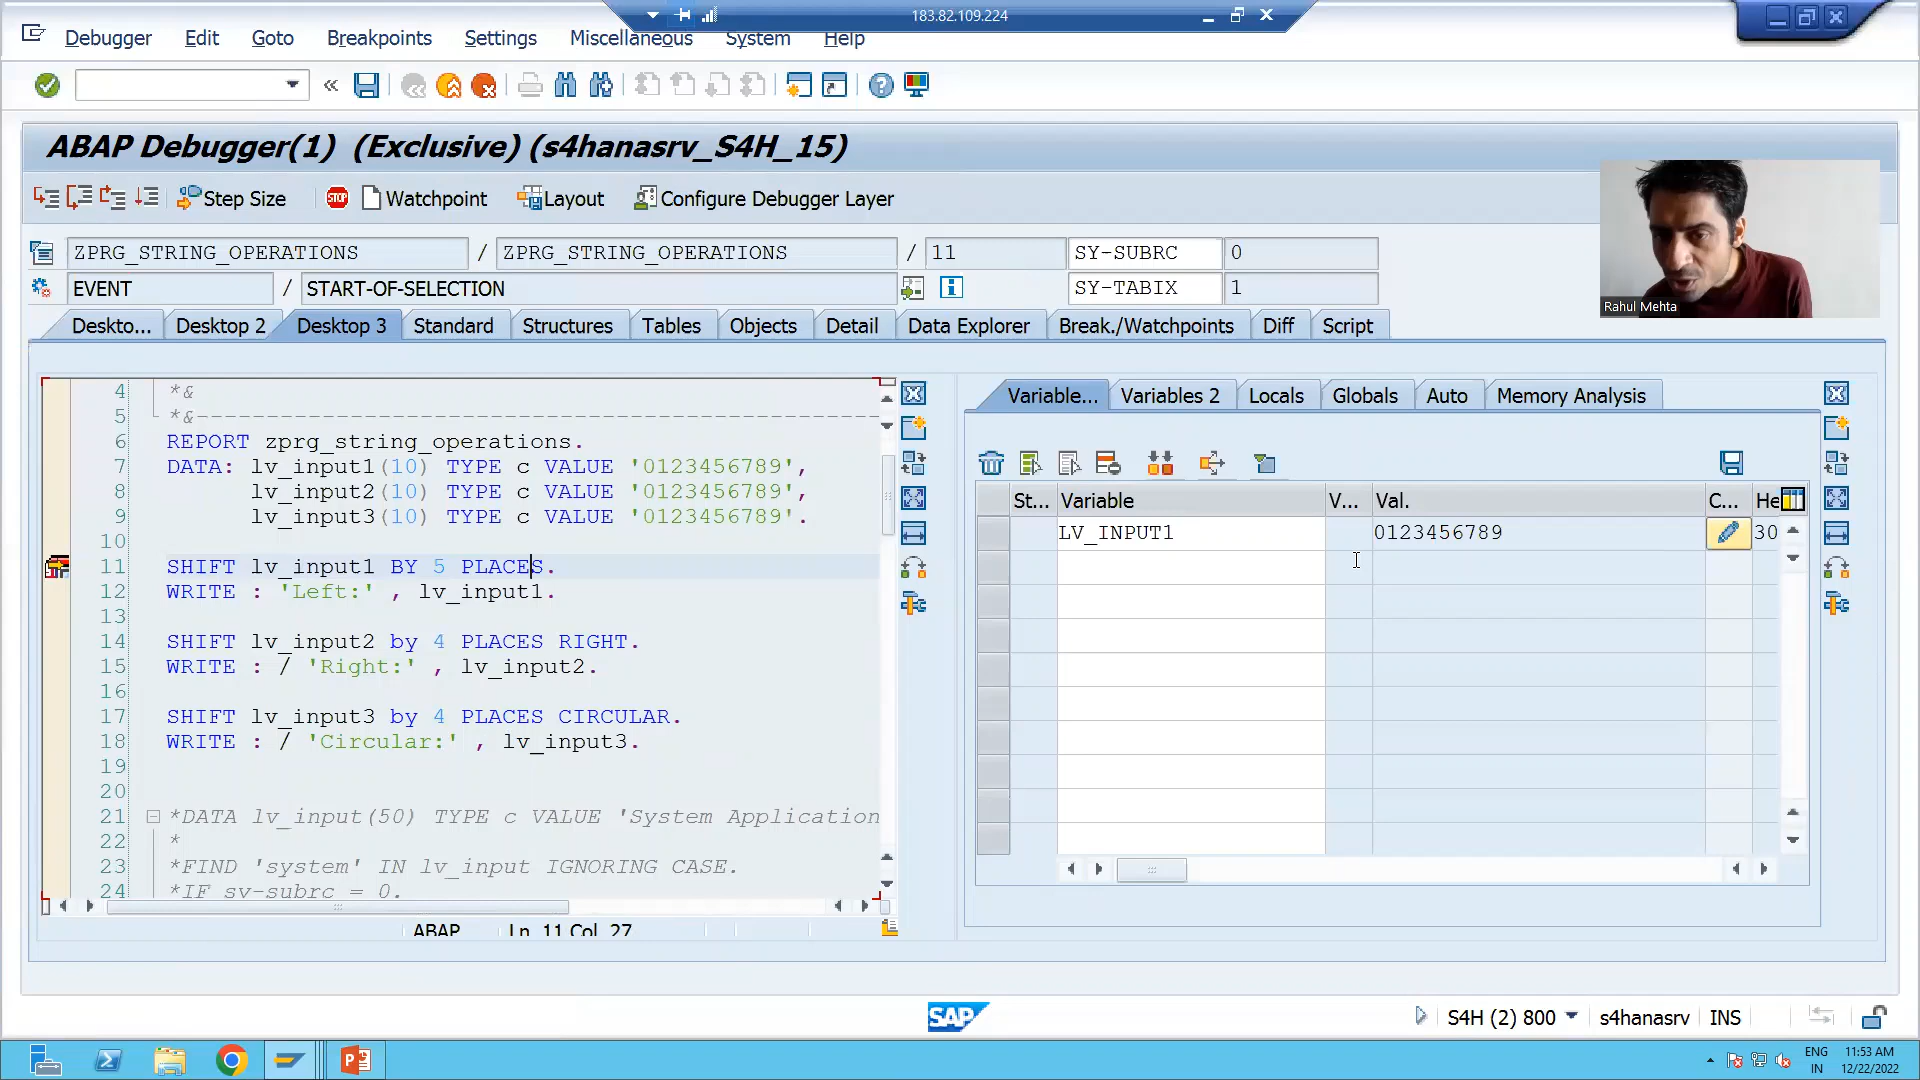 183.82.109.224
Debugger Edit Goto Breakpoints Settings Miscellaneous System Help
ABAP Debugger(1) (Exclusive) (s4hanasrv_S4H_15)
Step Size STOP Watchpoint Layout Configure Debugger Layer
ZPRG_STRING_OPERATIONS / ZPRG_STRING_OPERATIONS / 11 SY-SUBRC 0
EVENT / START-OF-SELECTION SY-TABIX 1
Rahul Mehta
Deskto... Desktop 2 Desktop 3 Standard Structures Tables Objects Detail Data Explorer Break./Watchpoints Diff Script
4 *&
5 *&---------------------------------------------------
6 REPORT zprg_string_operations.
7 DATA: lv_input1(10) TYPE c VALUE '0123456789',
8 lv_input2(10) TYPE c VALUE '0123456789',
9 lv_input3(10) TYPE c VALUE '0123456789'.
10
11 SHIFT lv_input1 BY 5 PLACES.
12 WRITE : 'Left:' , lv_input1.
13
14 SHIFT lv_input2 by 4 PLACES RIGHT.
15 WRITE : / 'Right:' , lv_input2.
16
17 SHIFT lv_input3 by 4 PLACES CIRCULAR.
18 WRITE : / 'Circular:' , lv_input3.
19
20
21 *DATA lv_input(50) TYPE c VALUE 'System Application
22 *
23 *FIND 'system' IN lv_input IGNORING CASE.
24 *IF sy-subrc = 0.
ABAP Ln 11 Col 27
Variable... Variables 2 Locals Globals Auto Memory Analysis
St... Variable V... Val. C... He
LV_INPUT1 0123456789 30
SAP
S4H (2) 800 s4hanasrv INS
ENG 11:53 AM
IN 12/22/2022